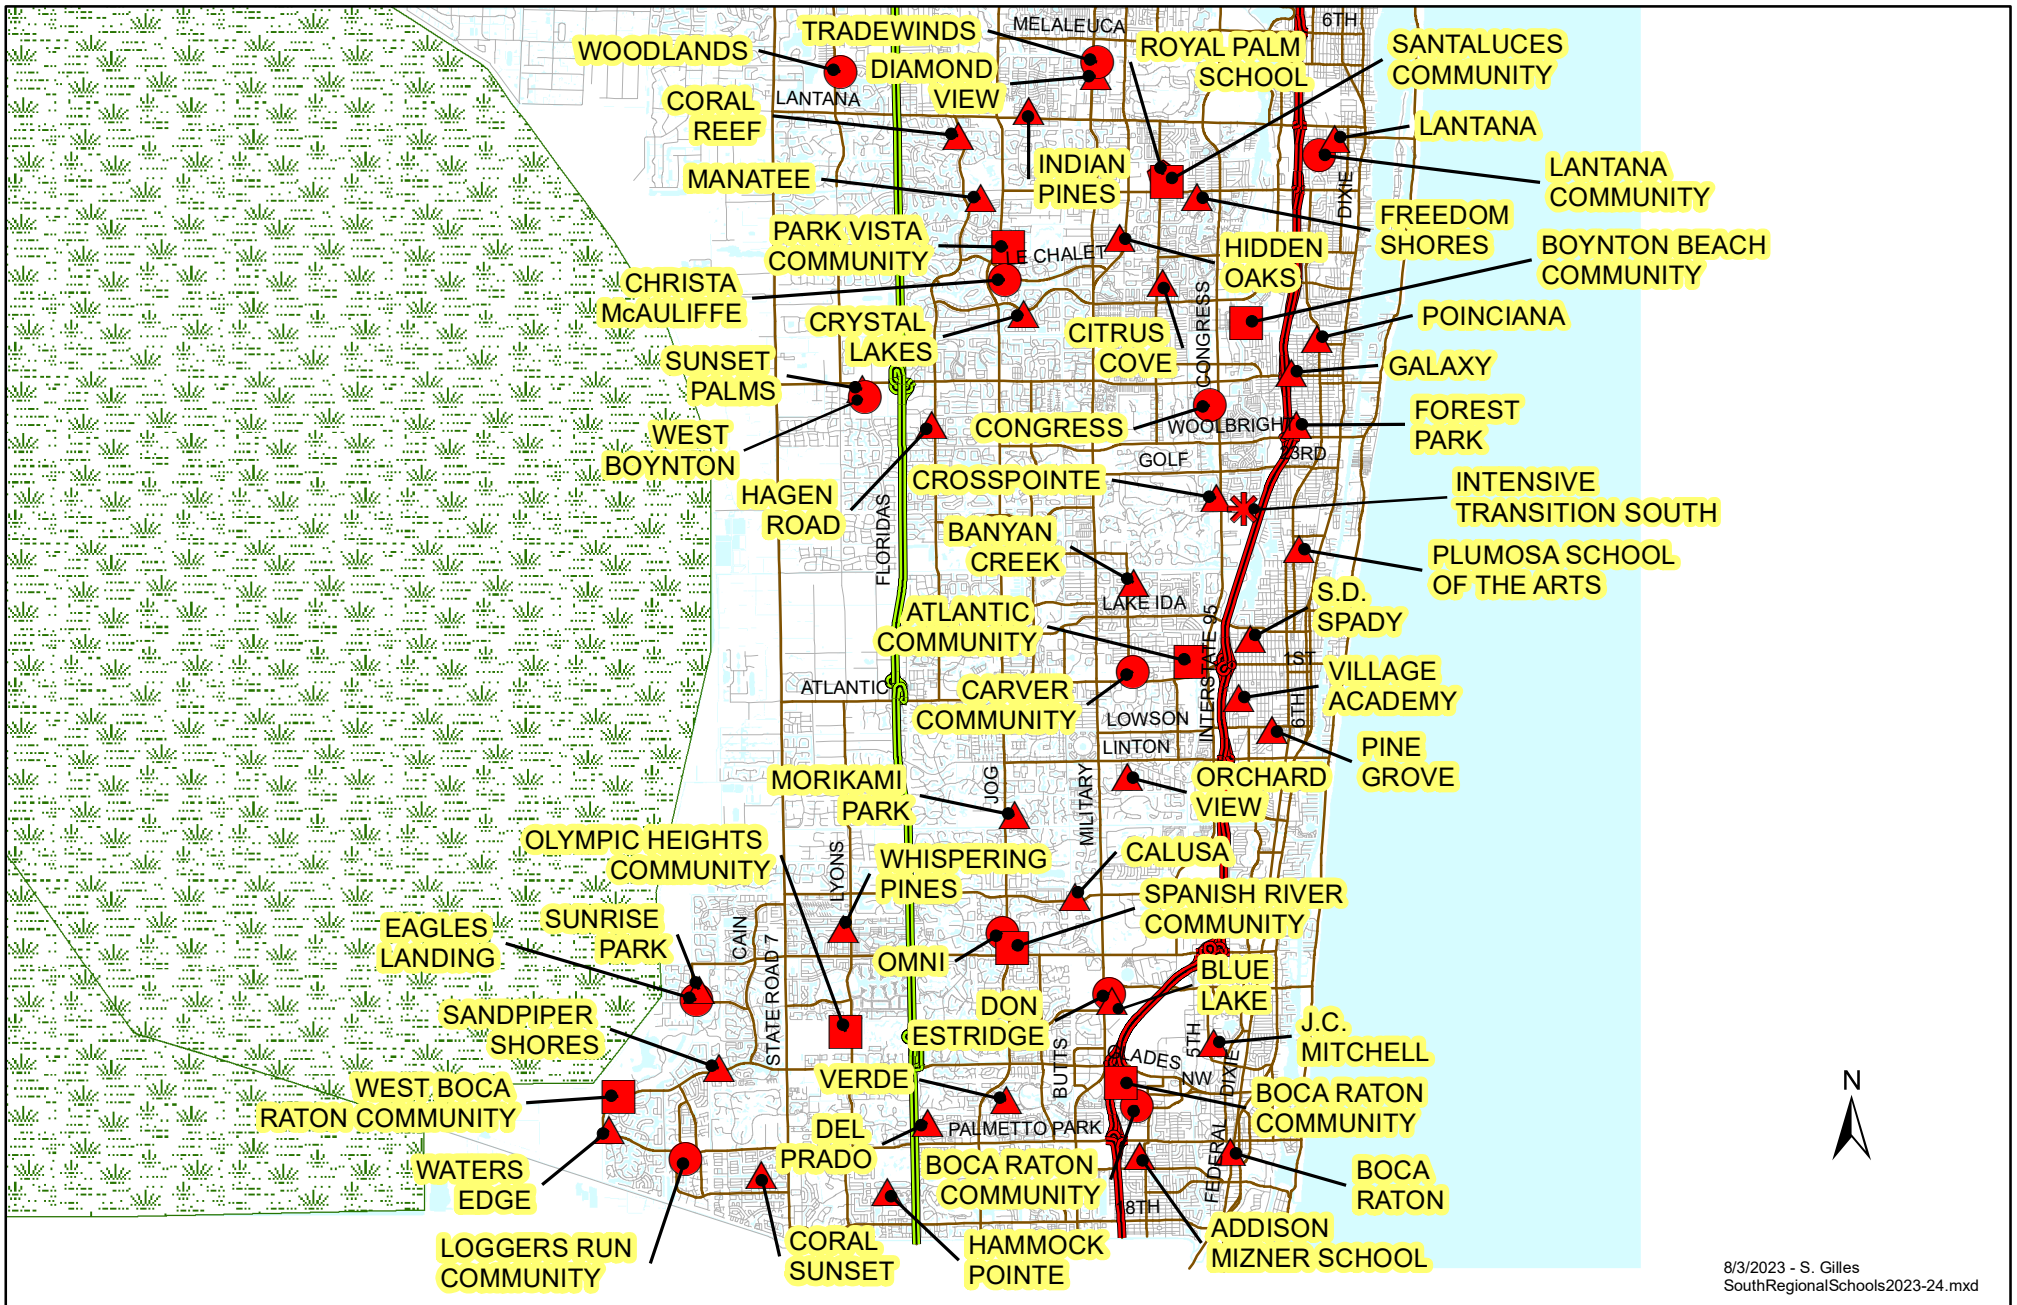 TRADEWINDS
MELALEUCA
6TH
WOODLANDS
DIAMOND
VIEW
ROYAL PALM
SCHOOL
SANTALUCES
COMMUNITY
LANTANA
CORAL
REEF
LANTANA
INDIAN
PINES
LANTANA
COMMUNITY
MANATEE
DIXIE
FREEDOM
SHORES
PARK VISTA
COMMUNITY
LE CHALET
HIDDEN
OAKS
BOYNTON BEACH
COMMUNITY
CHRISTA
McAULIFFE
CRYSTAL
LAKES
CITRUS
COVE
CONGRESS
POINCIANA
SUNSET
PALMS
GALAXY
WEST
BOYNTON
CONGRESS
WOOLBRIGHT
FOREST
PARK
GOLF
23RD
HAGEN
ROAD
CROSSPOINTE
INTENSIVE
TRANSITION SOUTH
FLORIDAS
BANYAN
CREEK
PLUMOSA SCHOOL
OF THE ARTS
LAKE IDA
S.D.
SPADY
ATLANTIC
COMMUNITY
INTERSTATE 95
1ST
ATLANTIC
CARVER
COMMUNITY
VILLAGE
ACADEMY
LOWSON
6TH
LINTON
PINE
GROVE
MORIKAMI
PARK
JOG
MILITARY
ORCHARD
VIEW
OLYMPIC HEIGHTS
COMMUNITY
LYONS
WHISPERING
PINES
CALUSA
SPANISH RIVER
COMMUNITY
EAGLES
LANDING
SUNRISE
PARK
CAIN
STATE ROAD 7
OMNI
BLUE
LAKE
SANDPIPER
SHORES
DON
ESTRIDGE
5TH
J.C.
MITCHELL
BUTTS
GLADES
NW
DIXIE
WEST BOCA
RATON COMMUNITY
VERDE
BOCA RATON
COMMUNITY
DEL
PRADO
PALMETTO PARK
WATERS
EDGE
BOCA RATON
COMMUNITY
FEDERAL
BOCA
RATON
18TH
LOGGERS RUN
COMMUNITY
CORAL
SUNSET
HAMMOCK
POINTE
ADDISON
MIZNER SCHOOL
N
8/3/2023 - S. Gilles
SouthRegionalSchools2023-24.mxd